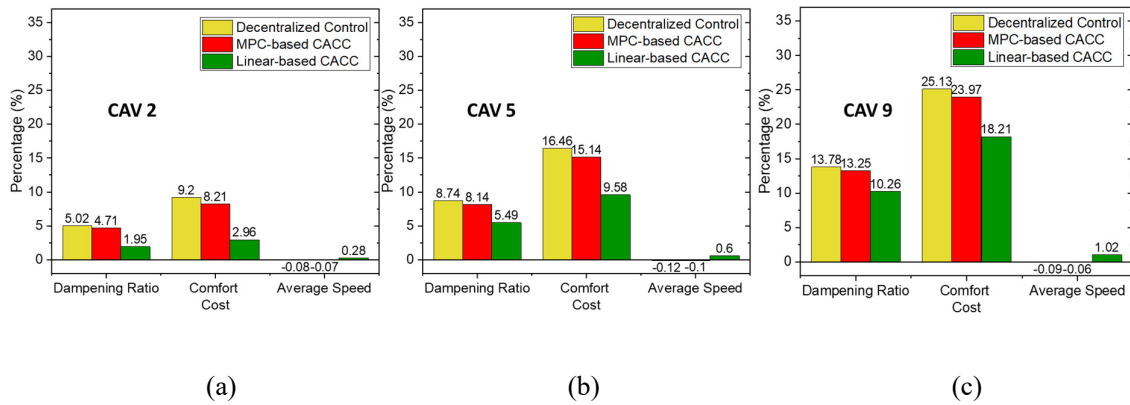 35
30
25
20
15
10
5
0
Percentage (%)
Decentralized Control
MPC-based CACC
Linear-based CACC
CAV 2
5.02
4.71
1.95
9.2
8.21
2.96
-0.08
-0.07
0.28
Dampening Ratio
Comfort
Cost
Average Speed
(a)
35
30
25
20
15
10
5
0
Percentage (%)
Decentralized Control
MPC-based CACC
Linear-based CACC
CAV 5
8.74
8.14
5.49
16.46
15.14
9.58
-0.12
-0.1
0.6
Dampening Ratio
Comfort
Cost
Average Speed
(b)
35
30
25
20
15
10
5
0
Percentage (%)
Decentralized Control
MPC-based CACC
Linear-based CACC
CAV 9
13.78
13.25
10.26
25.13
23.97
18.21
-0.09
-0.06
1.02
Dampening Ratio
Comfort
Cost
Average Speed
(c)